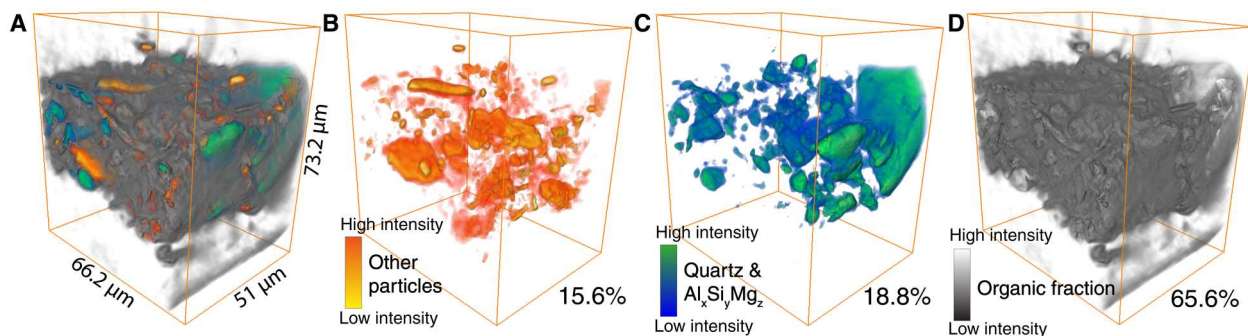 A
B
C
D
73.2 μm
66.2 μm
51 μm
High intensity
Other
particles
Low intensity
15.6%
High intensity
Quartz &
AlₓSiᵧMg_z
Low intensity
18.8%
High intensity
Organic fraction
Low intensity
65.6%